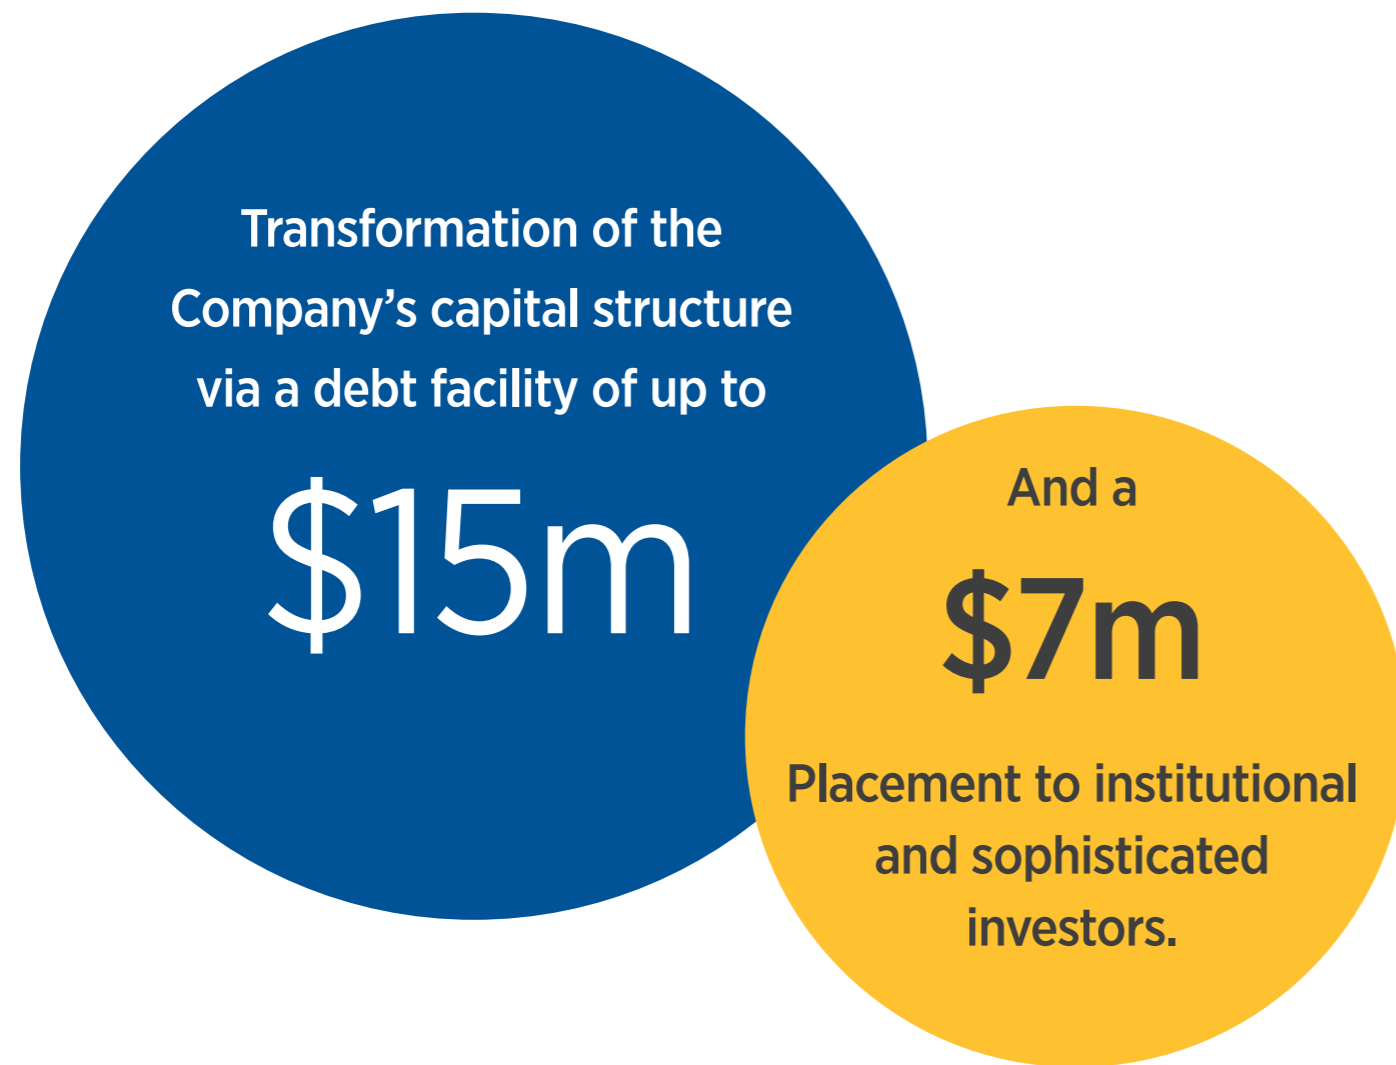 Transformation of the
Company’s capital structure
via a debt facility of up to
$15m
And a
$7m
Placement to institutional
and sophisticated
investors.